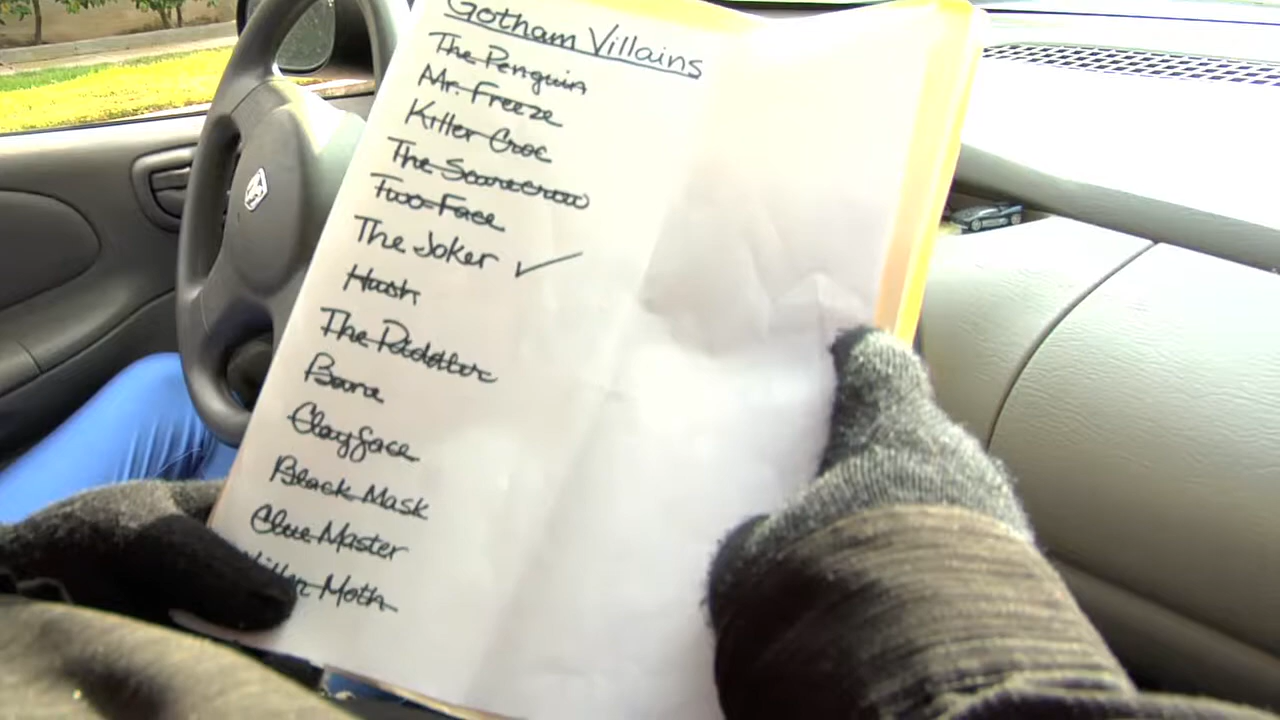 Gotham Villains
The Penguin
Mr. Freeze
Killer Croc
The Scarecrow
Two-Face
The Joker ✓
Hush
The Riddler
Bane
Clayface
Black Mask
Clue Master
Killer Moth